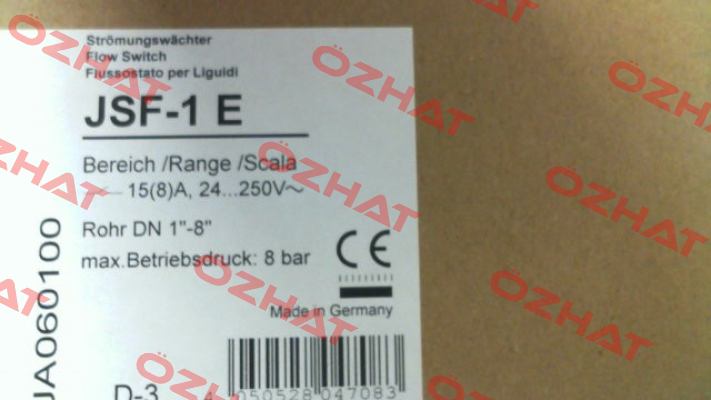 Strömungswächter
Flow Switch
Flussostato per Liguidi
JSF-1 E
Bereich /Range /Scala
15(8)A, 24...250V~
Rohr DN 1"-8"
max.Betriebsdruck: 8 bar
CE
Made in Germany
JA060100
D-3
4 050528 047083
ÖZHAT
ÖZHAT
ÖZHAT
ÖZHAT
ÖZHAT
ÖZHAT
ÖZHAT
ÖZHAT
ÖZHAT
ÖZHAT